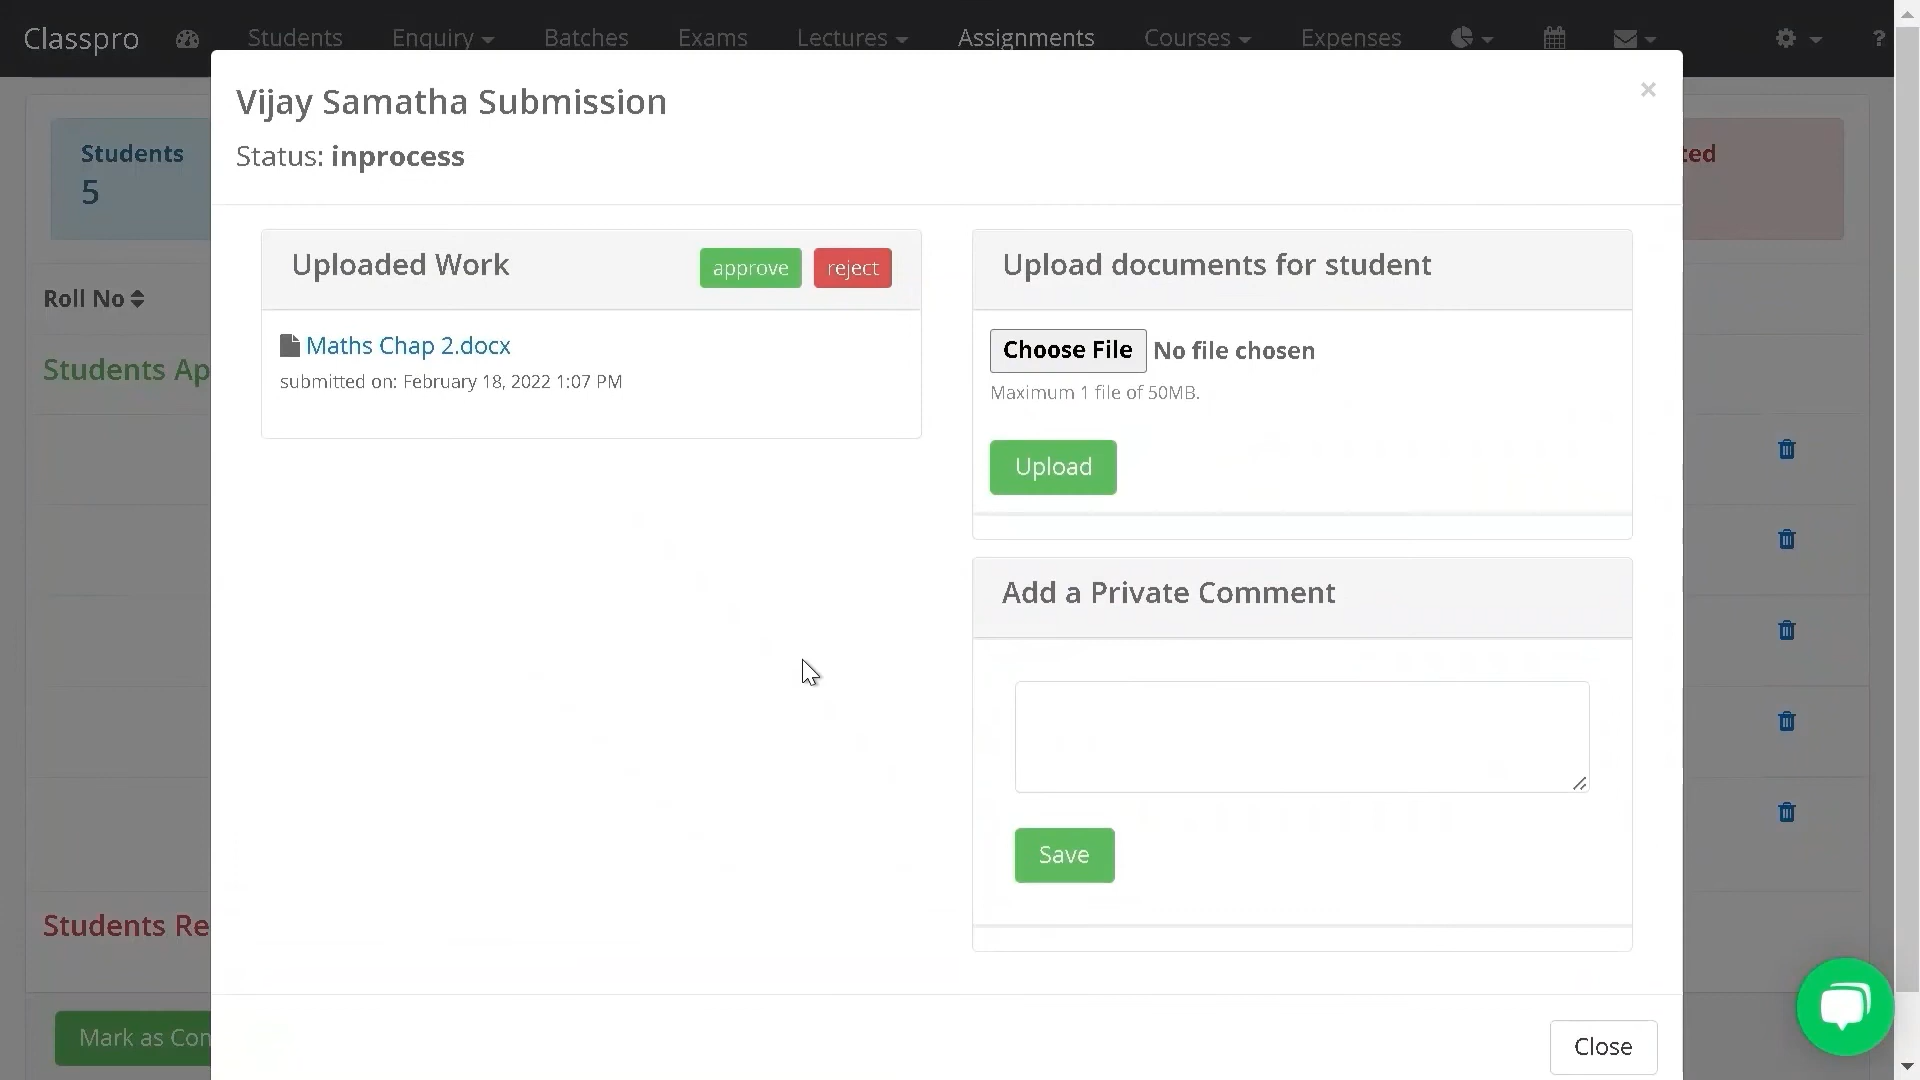 Classpro Students Enquiry Batches Exams Lectures Assignments Courses Expenses ?
Vijay Samatha Submission
×
Status: inprocess
Students
5
ted
Uploaded Work approve reject
Upload documents for student
Roll No
Maths Chap 2.docx
submitted on: February 18, 2022 1:07 PM
Choose File No file chosen
Maximum 1 file of 50MB.
Students Ap
Upload
Add a Private Comment
Save
Students Re
Mark as Con
Close